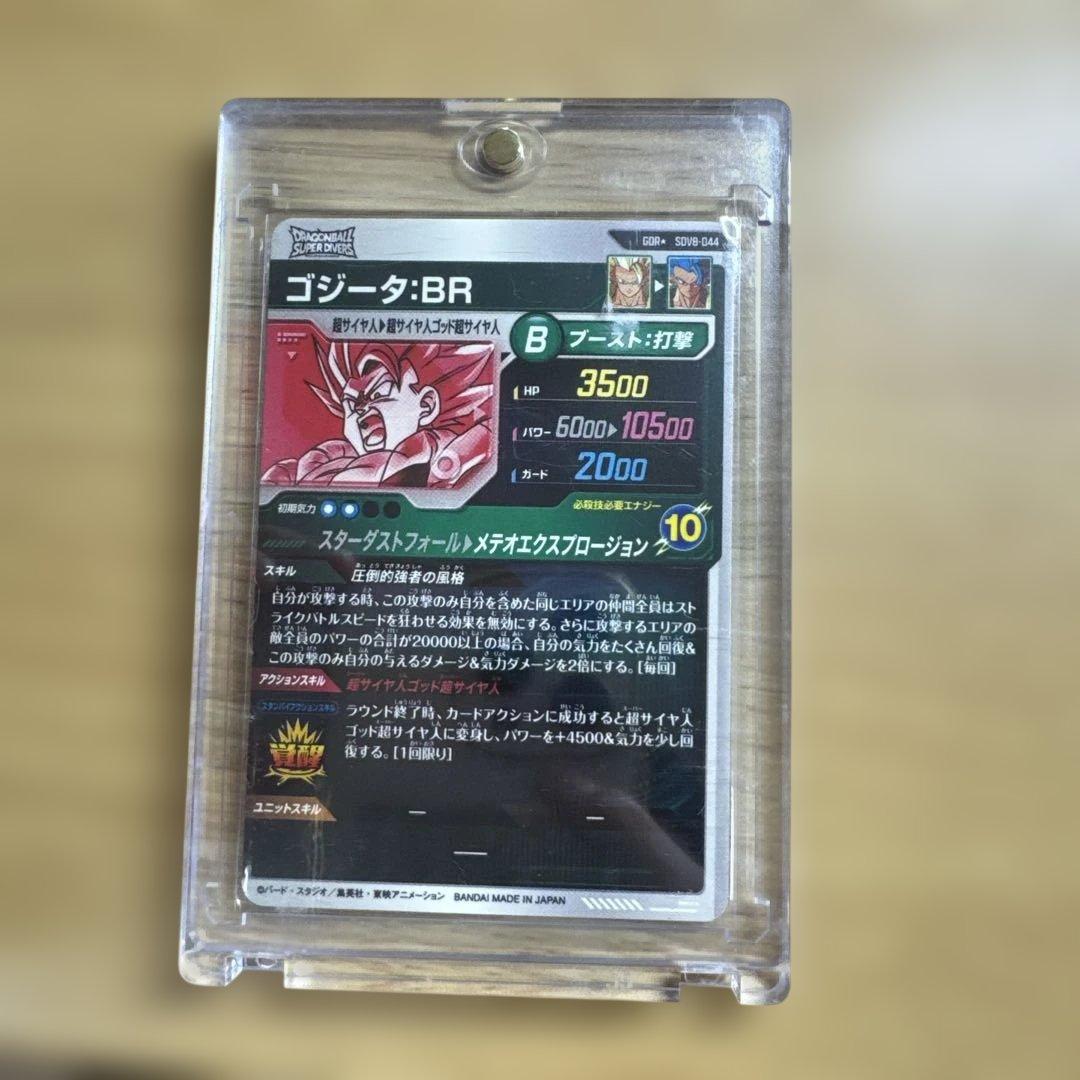 DRAGONBALL
SUPER DIVERS
GDR★ SDV8-044
ゴジータ:BR
超サイヤ人▶超サイヤ人ゴッド超サイヤ人
B ブースト:打撃
HP 3500
パワー 6000▶10500
ガード 2000
初期気力
必殺技必要エナジー
10
スターダストフォール▶メテオエクスプロージョン
スキル 圧倒的強者の風格
自分が攻撃する時、この攻撃のみ自分を含めた同じエリアの仲間全員はスト
ライクバトルスピードを狂わせる効果を無効にする。さらに攻撃するエリアの
敵全員のパワーの合計が20000以上の場合、自分の気力をたくさん回復&
この攻撃のみ自分の与えるダメージ&気力ダメージを2倍にする。[毎回]
アクションスキル 超サイヤ人ゴッド超サイヤ人
スタンバイアクションスキル
覚醒
ラウンド終了時、カードアクションに成功すると超サイヤ人
ゴッド超サイヤ人に変身し、パワーを+4500&気力を少し回
復する。[1回限り]
ユニットスキル
— —
—
©バード・スタジオ/集英社・東映アニメーション BANDAI MADE IN JAPAN